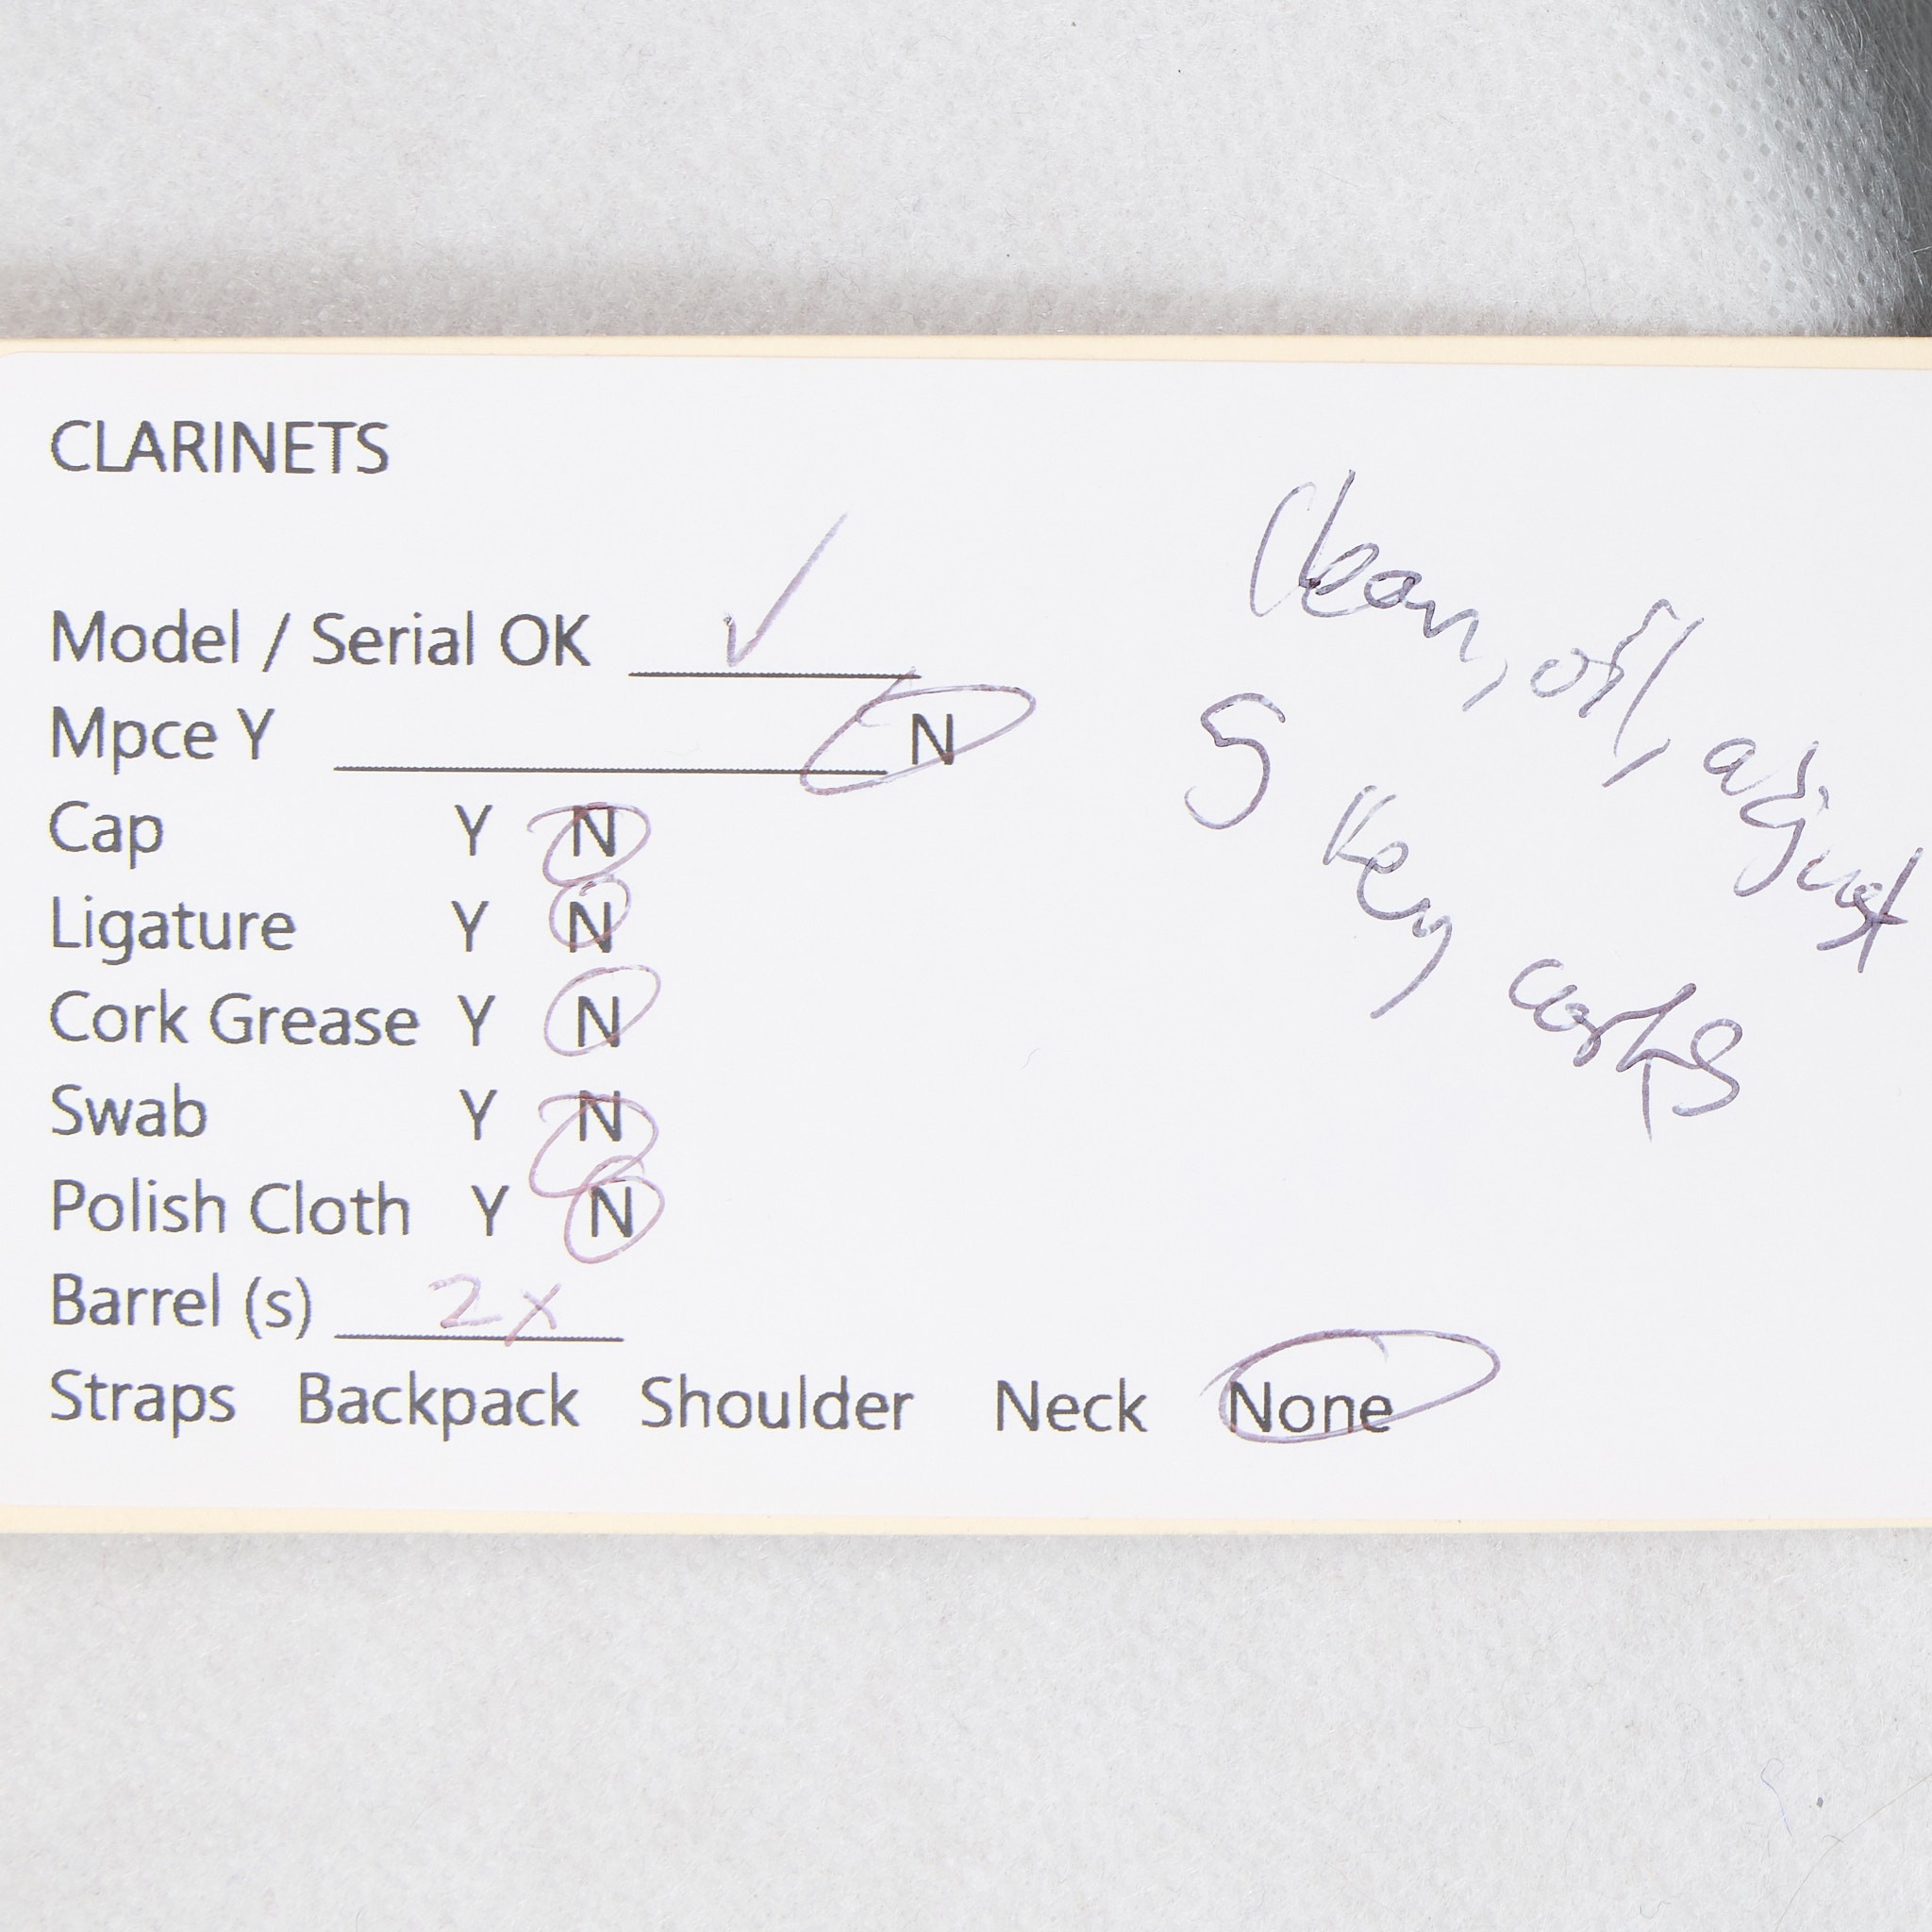 CLARINETS
Model / Serial OK ✓
Mpce Y N
Cap Y N
Ligature Y N
Cork Grease Y N
Swab Y N
Polish Cloth Y N
Barrel (s) 2x
Straps Backpack Shoulder Neck None
Clean, oil, adjust
5 key corks